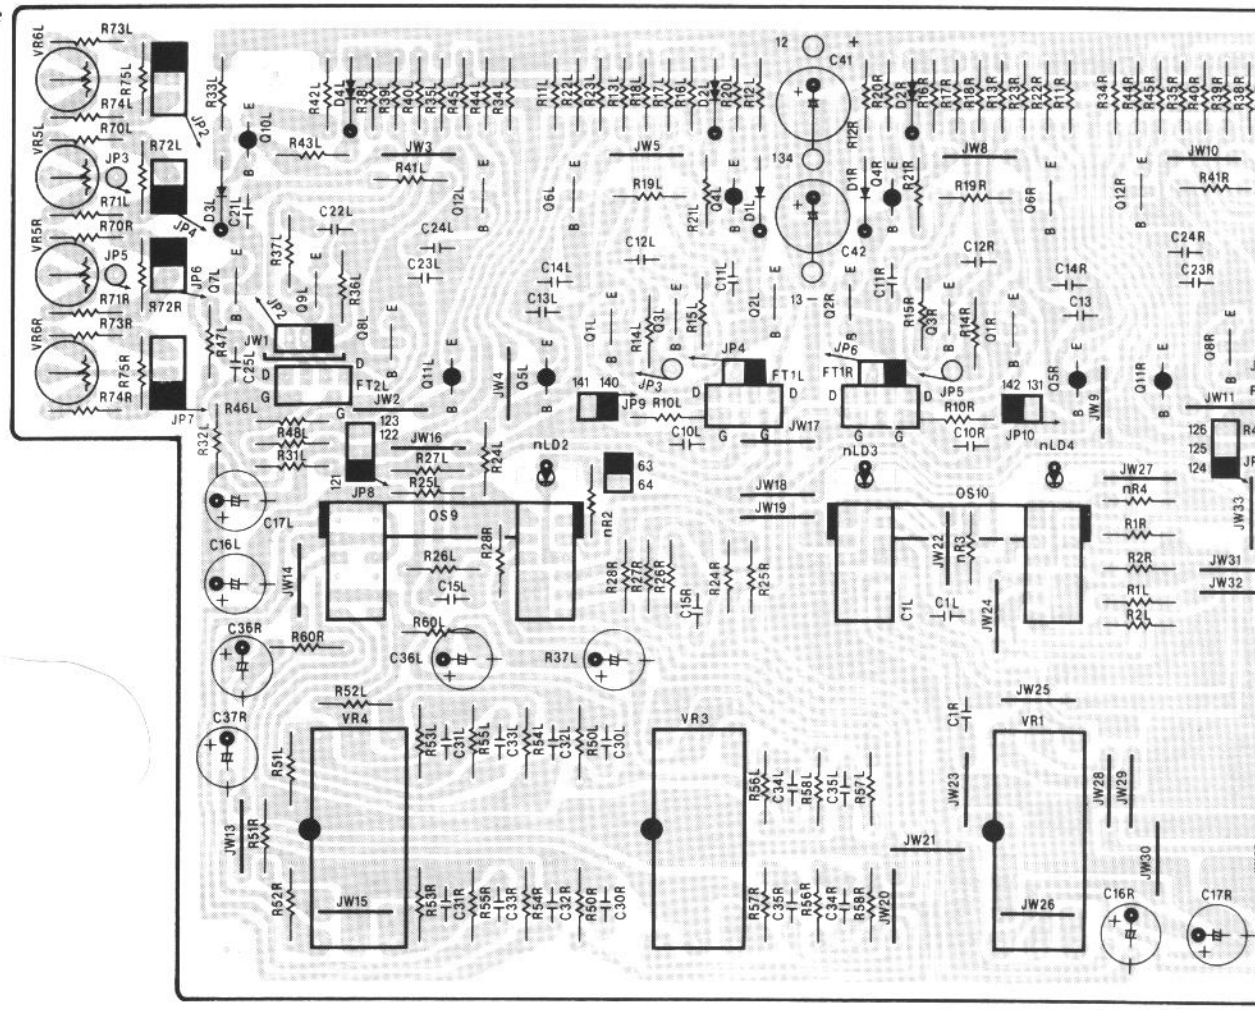 VR6L
R73L
R75L
R74L
R33L
JP2
Q10L
E
B
R42L
D4L
R38L
R39L
R40L
R35L
R45L
R44L
R34L
R11L
R22L
R23L
R13L
R18L
R17L
R16L
D2L
R20L
R12L
12
+
C41
R12R
R20R
D2R
R16R
R17R
R18R
R13R
R23R
R22R
R11R
R34R
R44R
R45R
R35R
R40R
R39R
R38R
VR5L
R70L
JP3
R72L
R71L
JP4
D3L
C21L
R43L
JW3
R41L
Q12L
E
B
JW5
Q6L
E
B
R19L
R21L
Q4L
E
B
D1L
134
+
C42
D1R
Q4R
E
B
R21R
JW8
R19R
Q6R
E
B
Q12R
E
B
JW10
R41R
VR5R
R70R
JP5
R71R
R72R
JP6
Q7L
E
B
R37L
C22L
C24L
C23L
R36L
Q9L
E
B
JP2
C12L
C14L
C13L
C11L
Q2L
E
B
13 -
Q2R
E
B
C11R
C12R
C14R
C13
C24R
C23R
VR6R
R73R
R75R
R74R
JP7
R47L
C25L
JW1
D
D
G
G
FT2L
Q8L
E
B
Q11L
E
B
JW4
Q5L
E
B
Q1L
E
B
R14L
Q3L
E
B
R15L
JP3
JP4
FT1L
D
D
G
G
JP6
FT1R
D
D
G
G
R15R
Q3R
E
B
R14R
Q1R
E
B
JP5
Q5R
E
B
JW9
Q11R
E
B
Q8R
E
B
141
140
JP9
R10L
C10L
JW17
R10R
C10R
142
131
JP10
JW11
R32L
R46L
R48L
R31L
JW2
123
122
121
JP8
JW16
R27L
R25L
R24L
nLD2
63
64
nR2
JW18
JW19
nLD3
nLD4
JW27
nR4
126
125
124
JW33
+
C17L
C16L
+
JW14
OS9
R28R
R26L
C15L
R28R
R27R
R26R
C15R
R24R
R25R
OS10
JW22
nR3
C1L
C1L
JW24
R1R
R2R
R1L
R2L
JW31
JW32
C36R
+
R60R
R60L
C36L
+
R37L
+
C37R
+
R52L
VR4
R51L
R53L
C31L
R55L
C33L
R54L
C32L
R50L
C30L
VR3
R56L
C34L
R58L
C35L
R57L
C1R
JW23
JW25
VR1
JW28
JW29
JW13
R51R
JW21
JW30
R52R
JW15
R53R
C31R
R55R
C33R
R54R
C32R
R50R
C30R
R57R
C35R
R56R
C34R
R58R
JW20
JW26
C16R
+
C17R
+